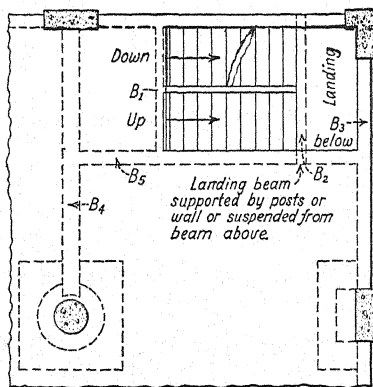 Down
Landing
B1
B3
Up
below
B5
B2
Landing beam
supported by posts or
wall or suspended from
beam above.
B4